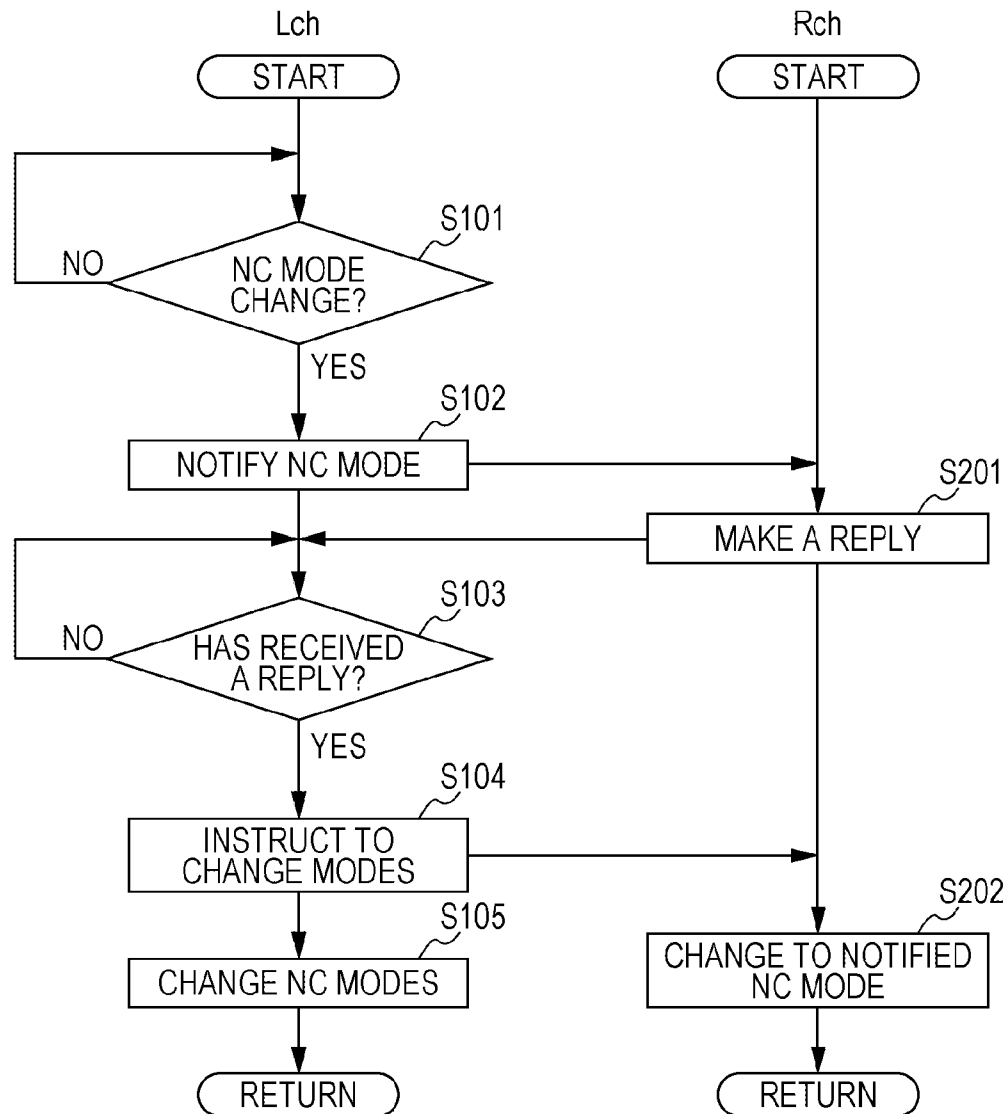 Lch
Rch
START
START
S101
NO
NC MODE
CHANGE?
YES
S102
NOTIFY NC MODE
S201
MAKE A REPLY
S103
NO
HAS RECEIVED
A REPLY?
YES
S104
INSTRUCT TO
CHANGE MODES
S105
S202
CHANGE NC MODES
CHANGE TO NOTIFIED
NC MODE
RETURN
RETURN